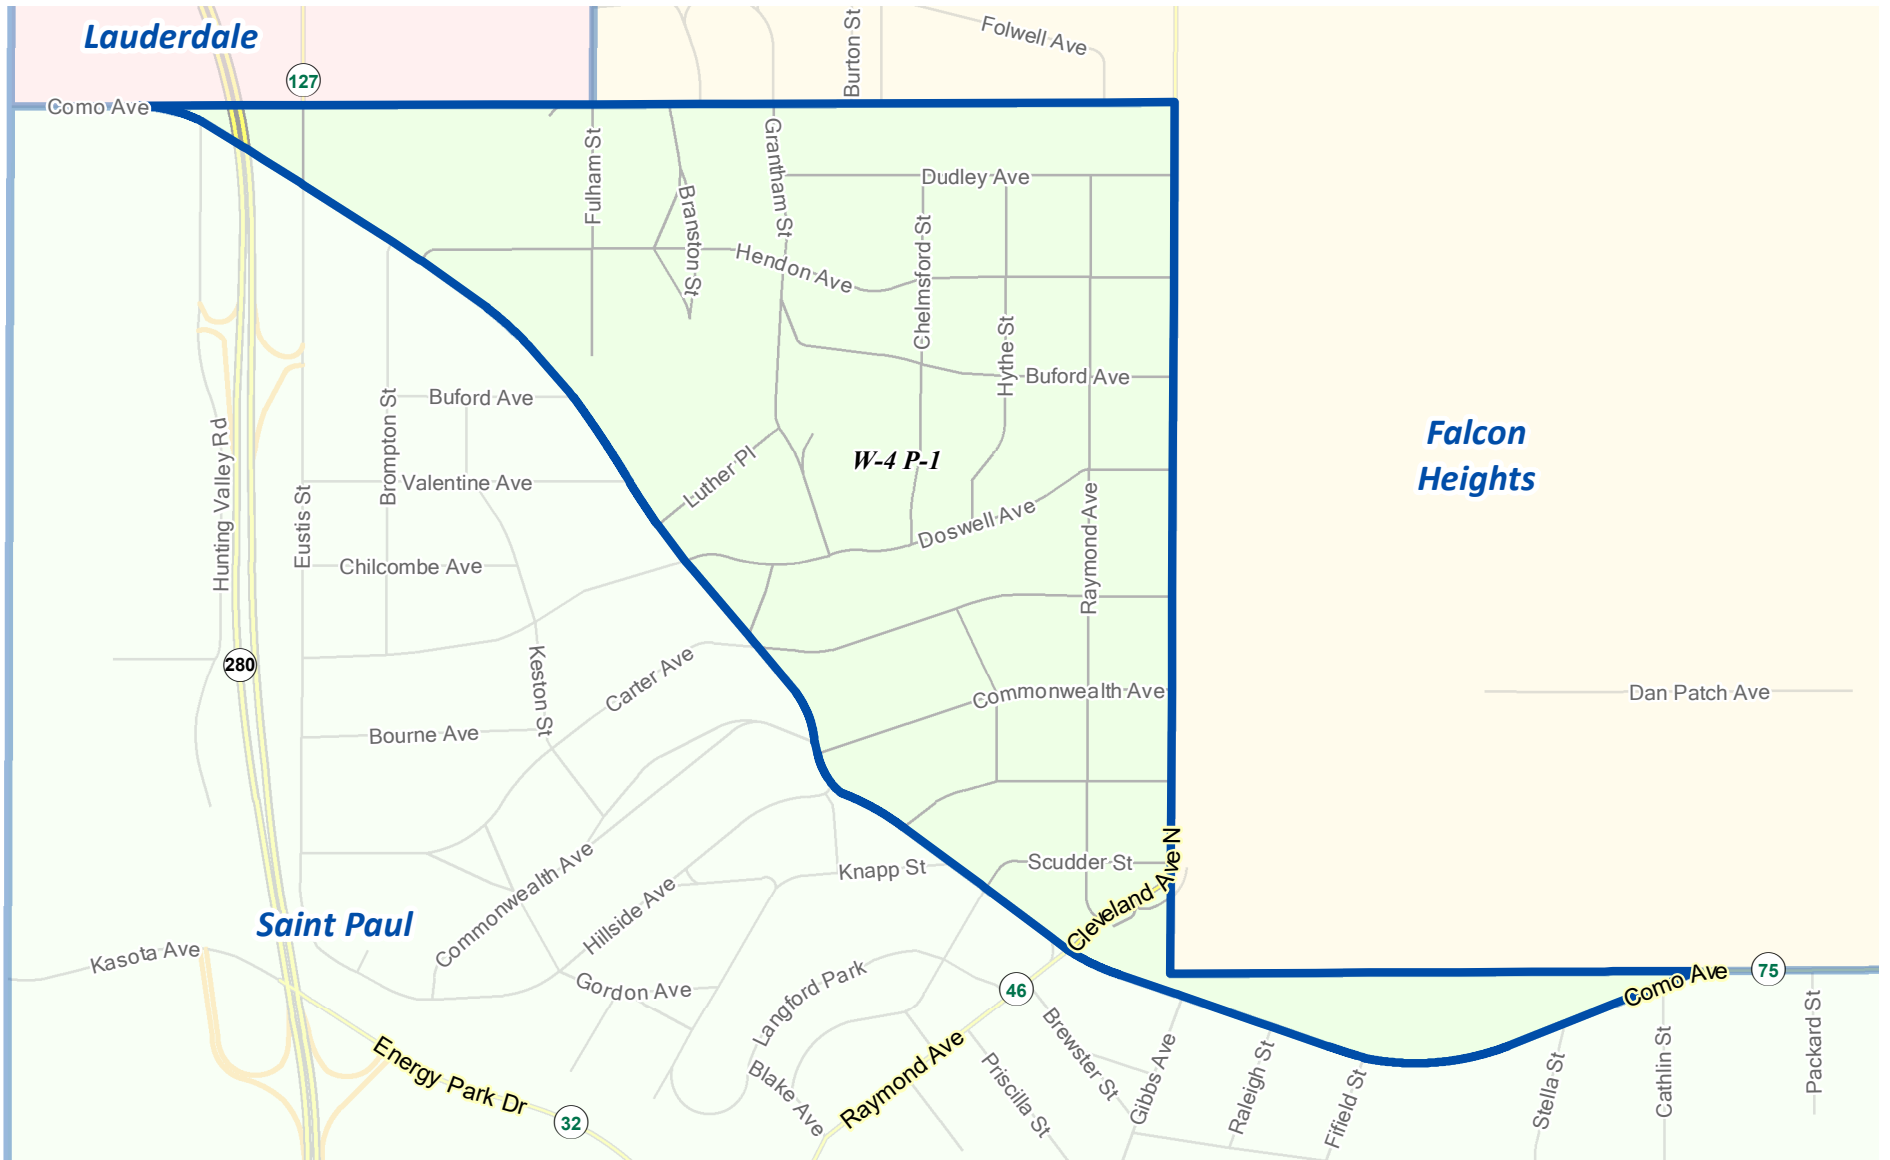 Lauderdale
127
Como Ave
Burton St
Folwell Ave
Fulham St
Branston St
Grantham St
Dudley Ave
Hendon Ave
Chelmsford St
Hythe St
Buford Ave
Buford Ave
Brompton St
Hunting Valley Rd
Eustis St
Valentine Ave
Luther Pl
W-4 P-1
Doswell Ave
Raymond Ave
Falcon
Heights
Chilcombe Ave
280
Keston St
Carter Ave
Commonwealth Ave
Dan Patch Ave
Bourne Ave
Commonwealth Ave
Hillside Ave
Knapp St
Scudder St
Cleveland Ave N
Saint Paul
Kasota Ave
Gordon Ave
Langford Park
46
Como Ave
75
Energy Park Dr
32
Blake Ave
Raymond Ave
Priscilla St
Brewster St
Gibbs Ave
Raleigh St
Fifield St
Stella St
Cathlin St
Packard St